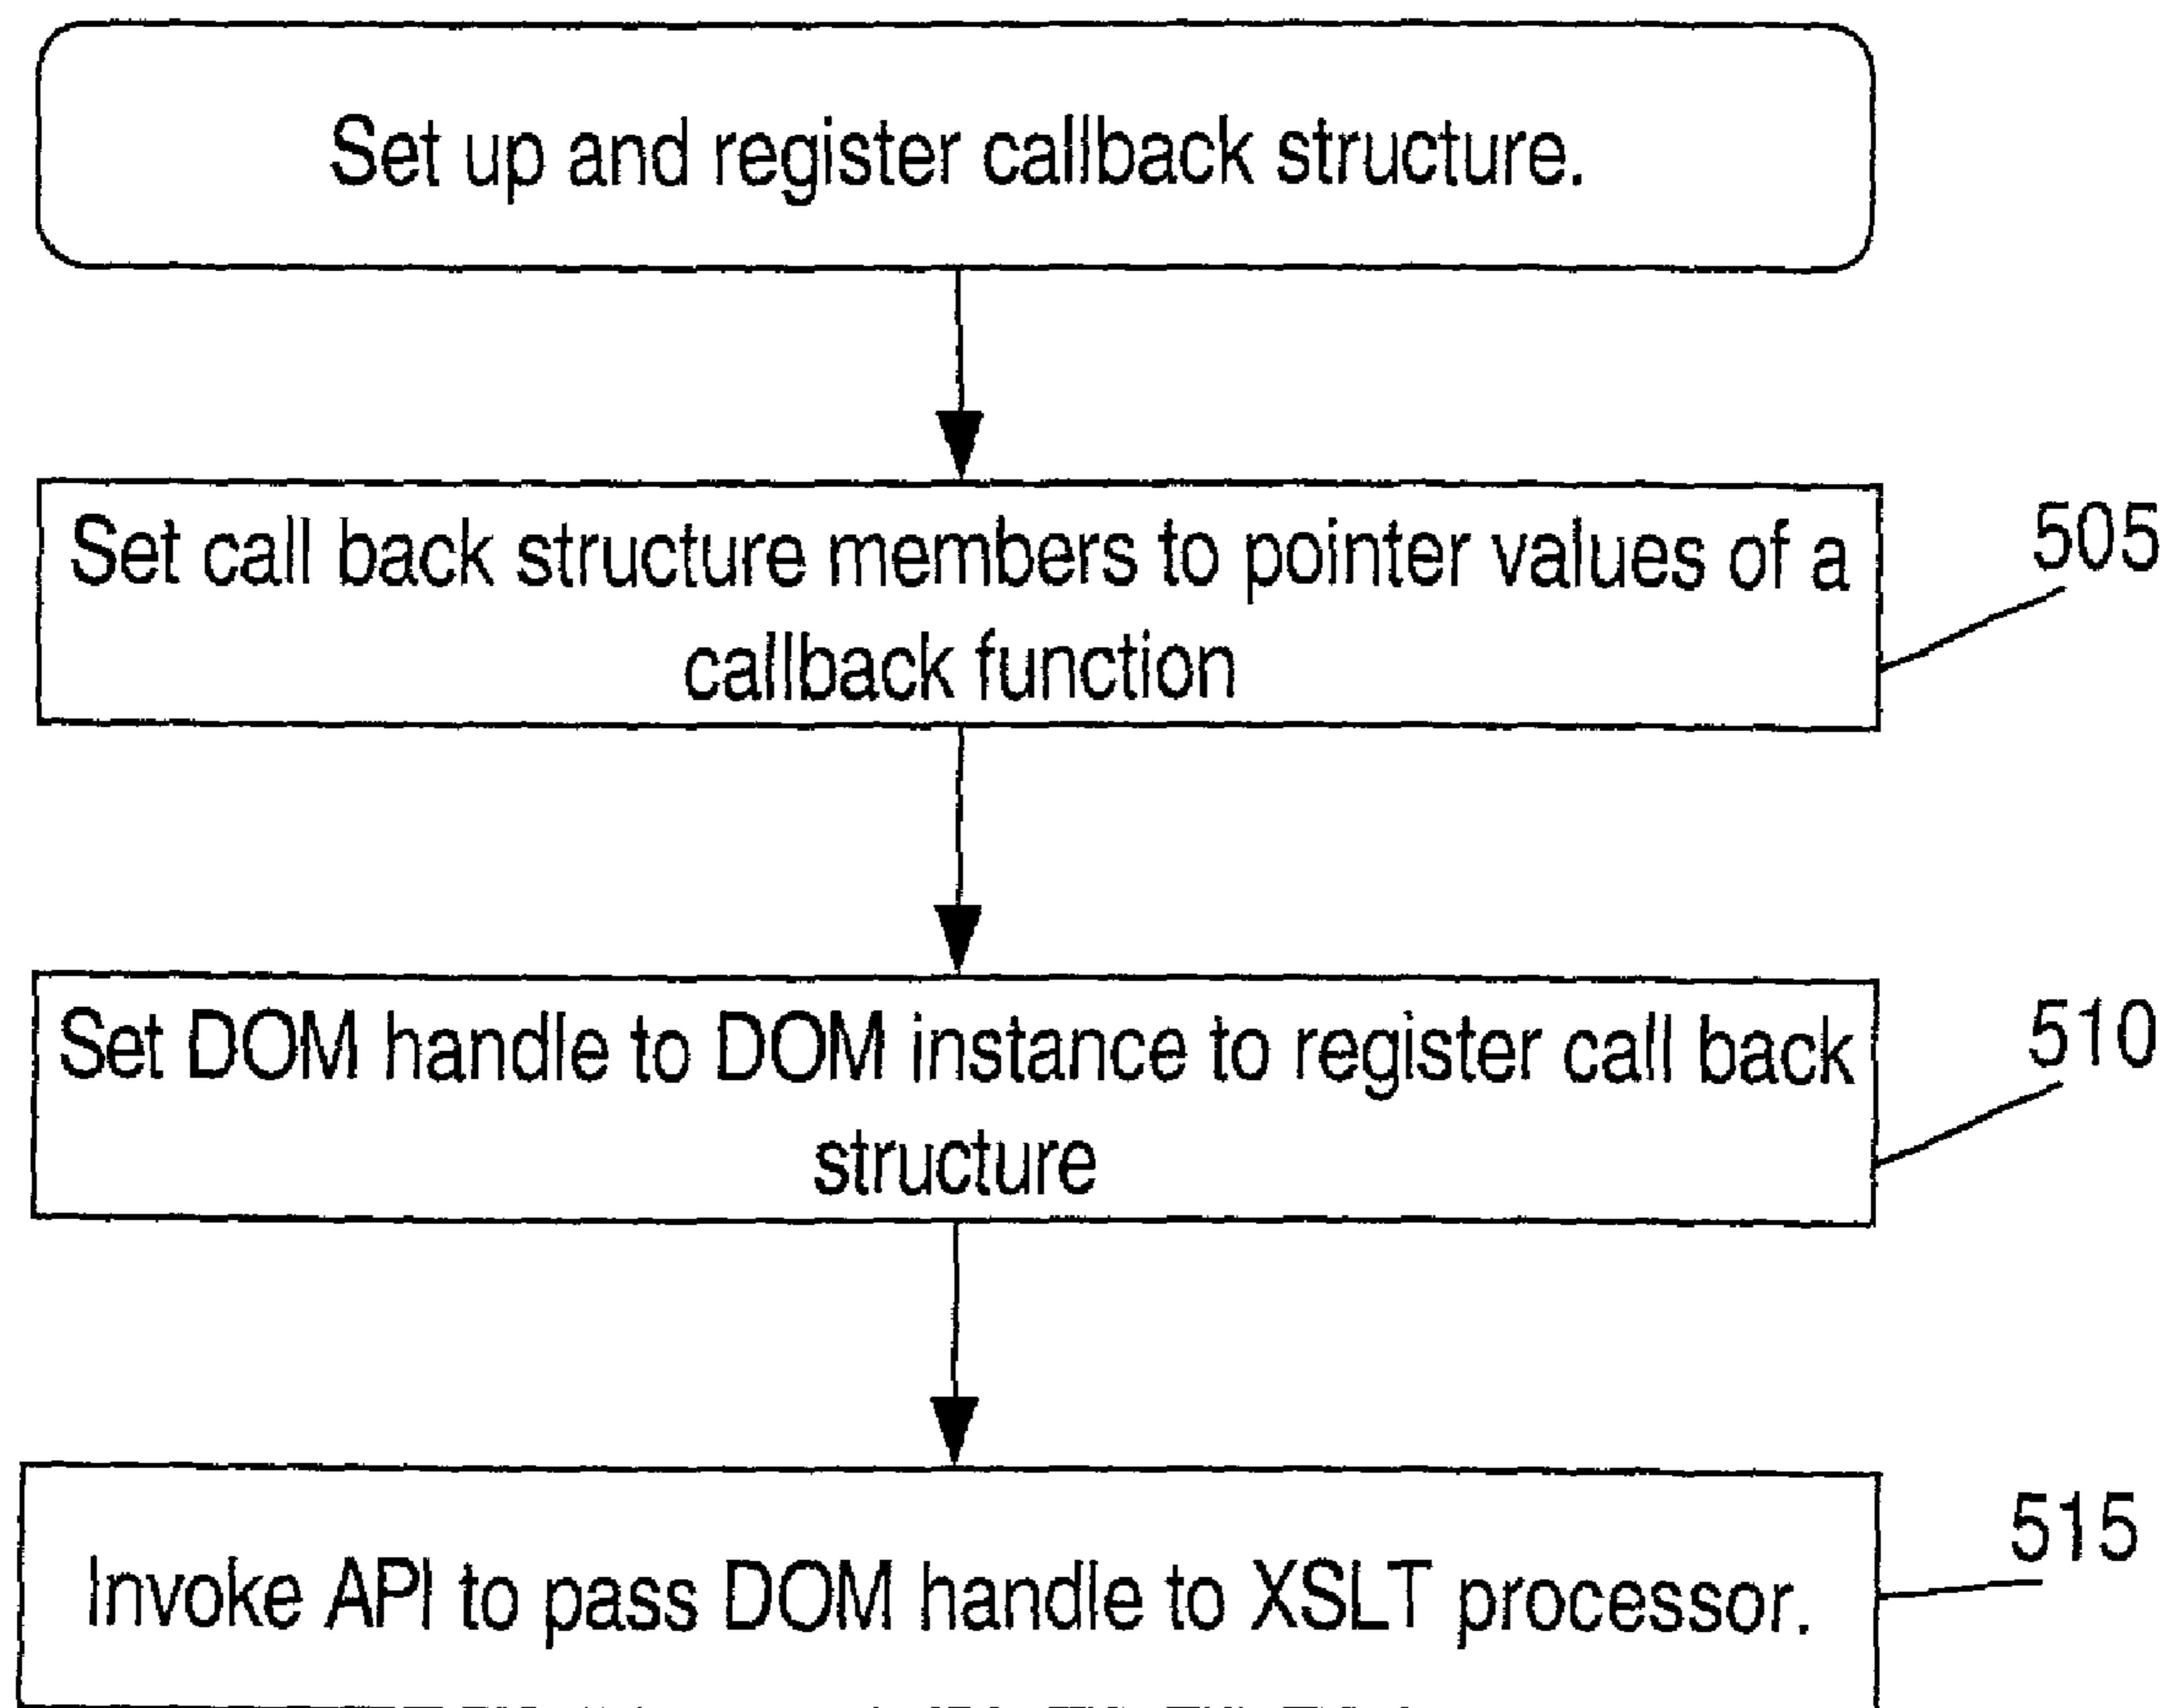 Set up and register callback structure.
Set call back structure members to pointer values of a
callback function
505
Set DOM handle to DOM instance to register call back
structure
510
Invoke API to pass DOM handle to XSLT processor.
515